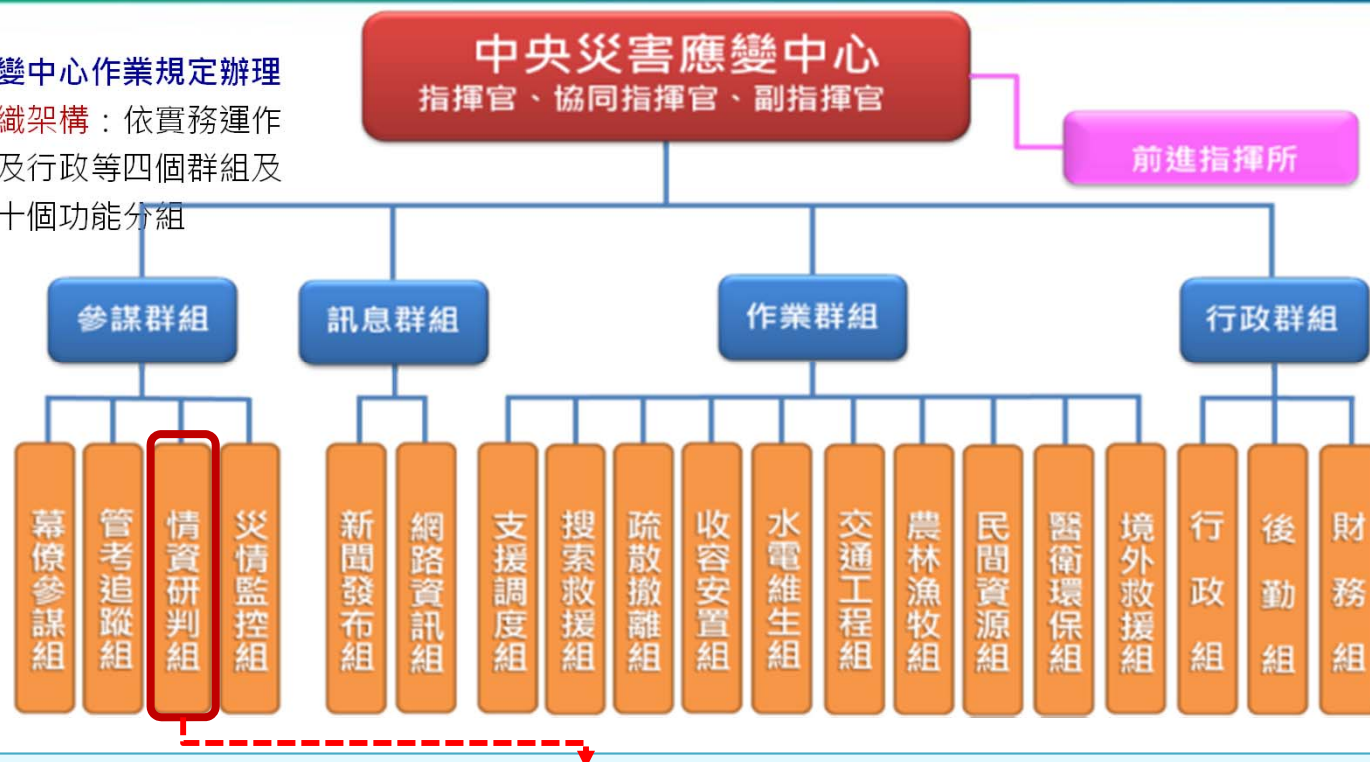 中央災害應變中心
指揮官、協同指揮官、副指揮官
變中心作業規定辦理
織架構：依實務運作
及行政等四個群組及
十個功能分組
前進指揮所
參謀群組
訊息群組
作業群組
行政群組
幕僚參謀組
管考追蹤組
情資研判組
災情監控組
新聞發布組
網路資訊組
支援調度組
搜索救援組
疏散撤離組
收容安置組
水電維生組
交通工程組
農林漁牧組
民間資源組
醫衛環保組
境外救援組
行政組
後勤組
財務組